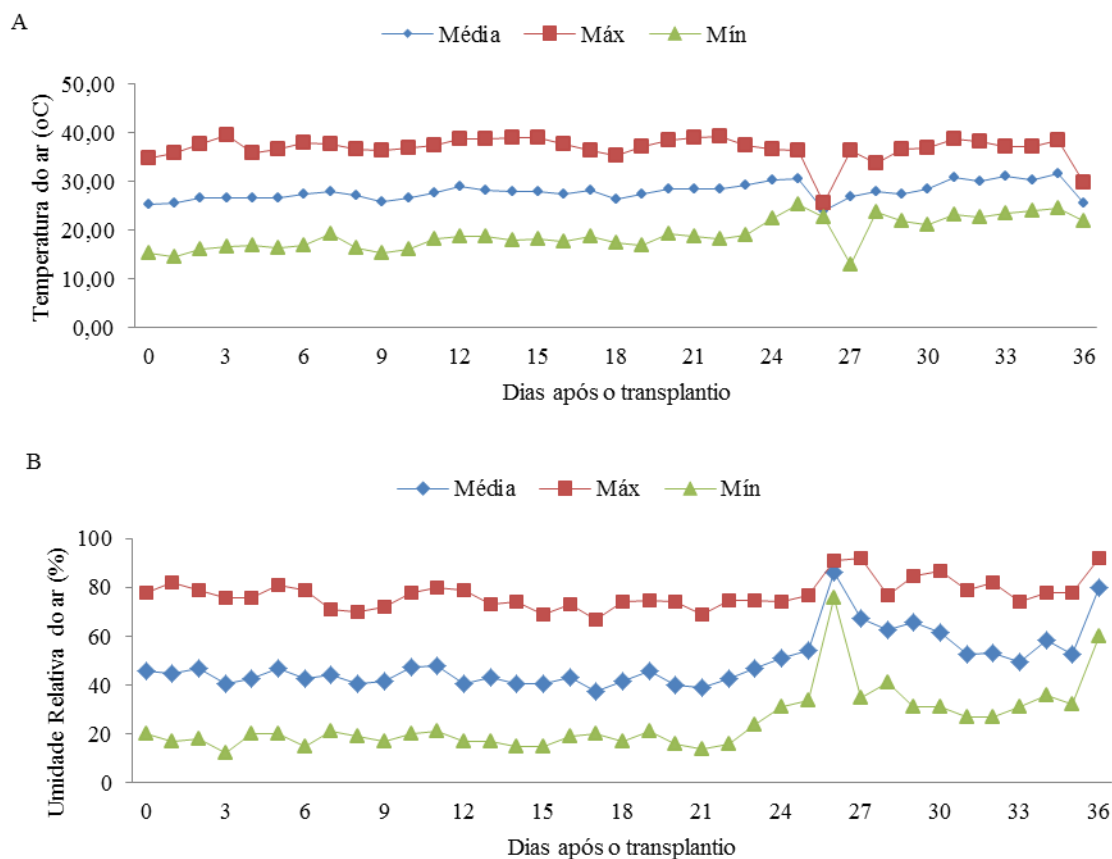 A
Média Máx Mín
Temperatura do ar (oC)
50,00
40,00
30,00
20,00
10,00
0,00
0 3 6 9 12 15 18 21 24 27 30 33 36
Dias após o transplantio
B
Média Máx Mín
Unidade Relativa do ar (%)
100
80
60
40
20
0
0 3 6 9 12 15 18 21 24 27 30 33 36
Dias após o transplantio